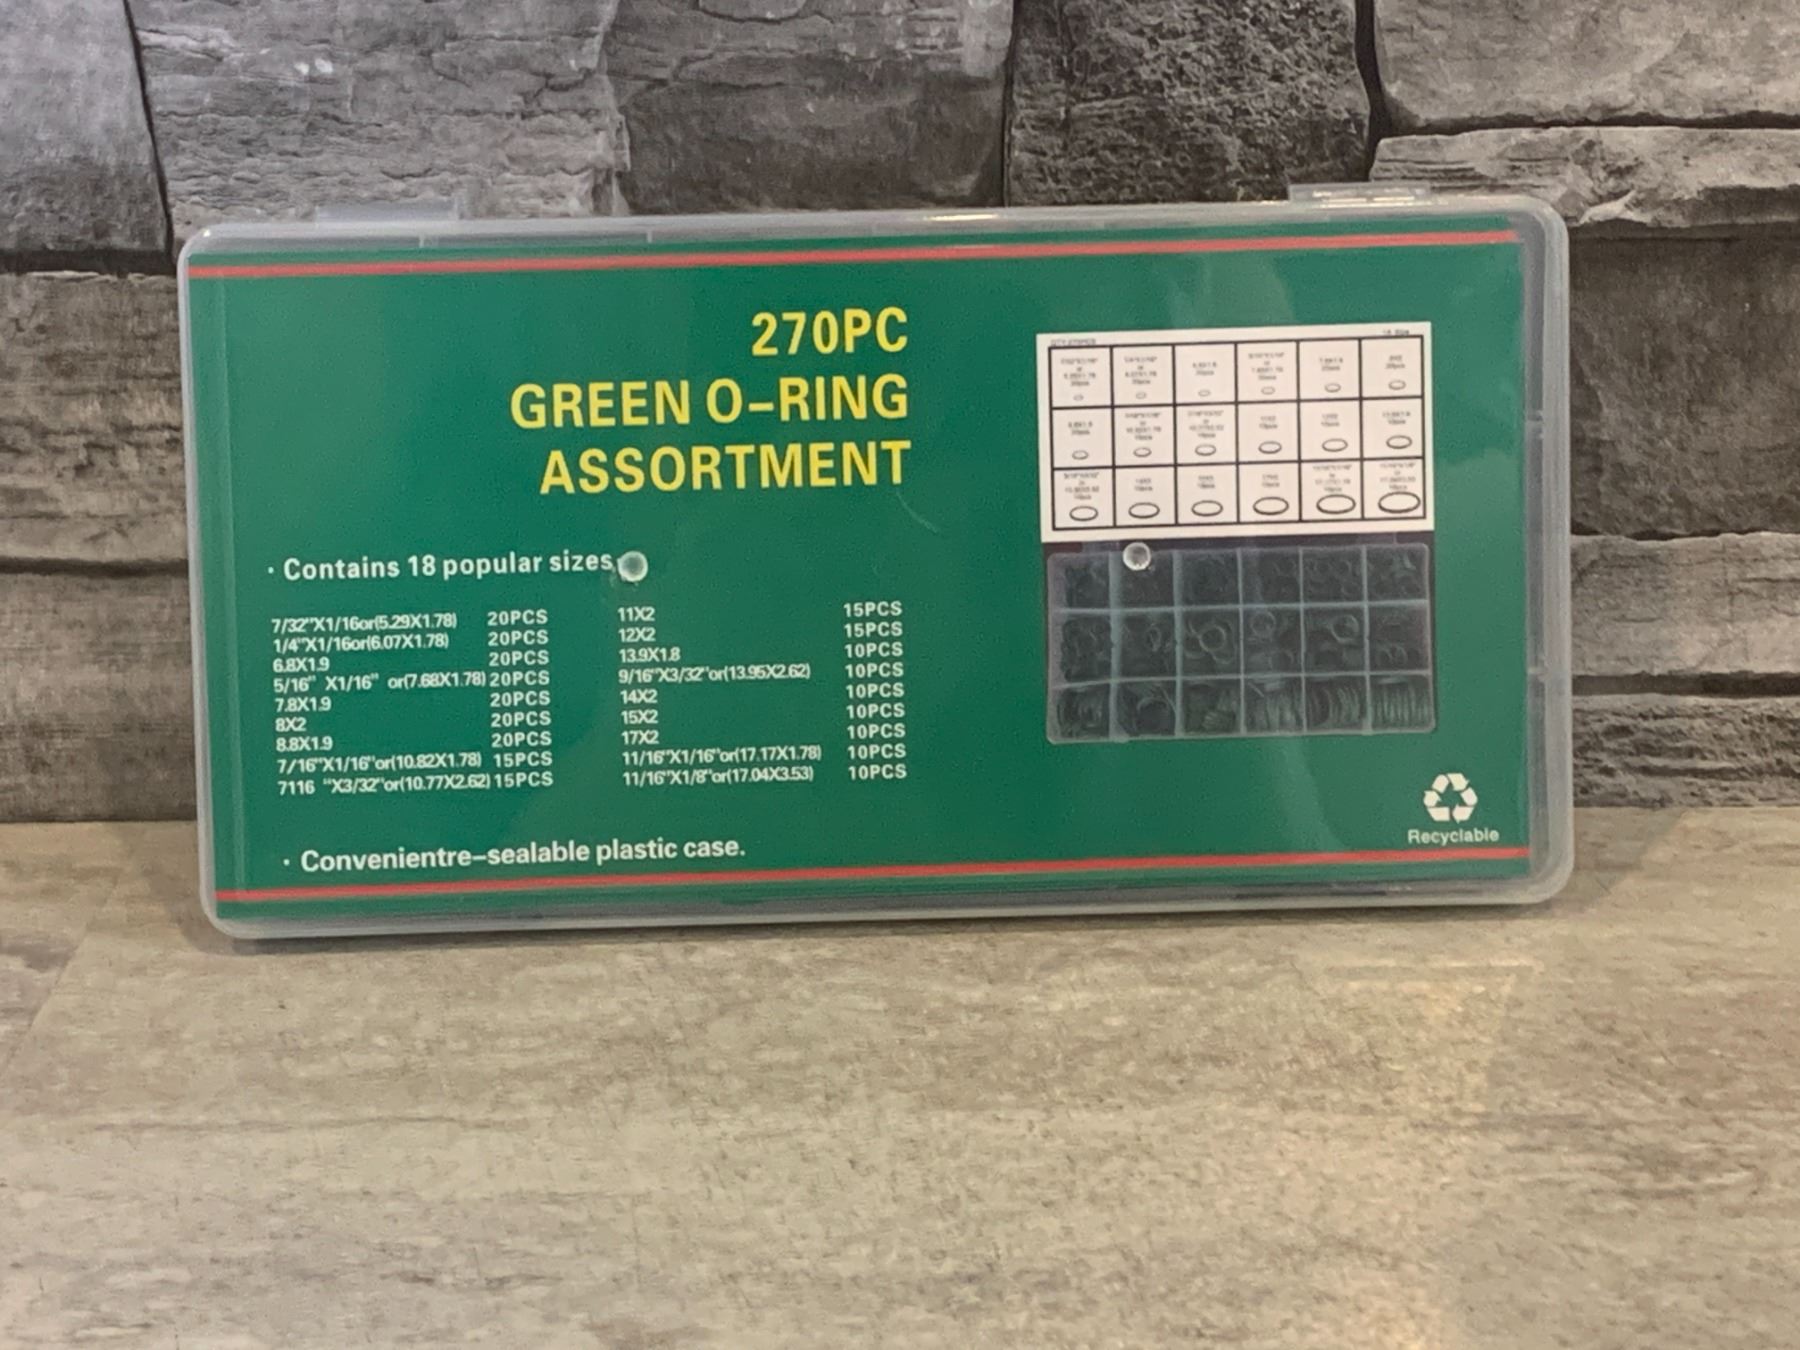 270PC
GREEN O-RING
ASSORTMENT
· Contains 18 popular sizes
7/32"X1/16or(5.29X1.78) 20PCS
1/4"X1/16or(6.07X1.78) 20PCS
6.8X1.9 20PCS
5/16" X1/16" or(7.68X1.78) 20PCS
7.8X1.9 20PCS
8X2 20PCS
8.8X1.9 20PCS
7/16"X1/16"or(10.82X1.78) 15PCS
7116 "X3/32"or(10.77X2.62) 15PCS
11X2 15PCS
12X2 15PCS
13.9X1.8 10PCS
9/16"X3/32"or(13.95X2.62) 10PCS
14X2 10PCS
15X2 10PCS
17X2 10PCS
11/16"X1/16"or(17.17X1.78) 10PCS
11/16"X1/8"or(17.04X3.53) 10PCS
· Convenientre-sealable plastic case.
Recyclable